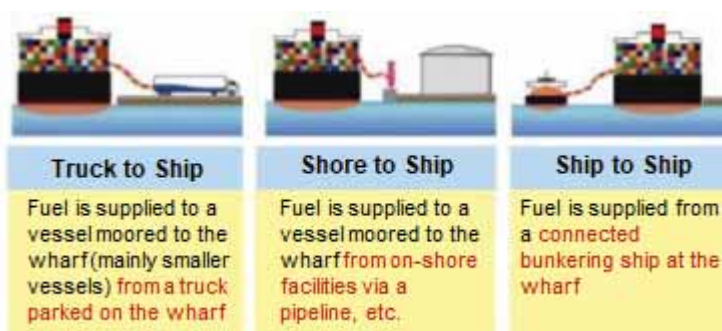 Truck to Ship
Fuel is supplied to a
vessel moored to the
wharf (mainly smaller
vessels) from a truck
parked on the wharf
Shore to Ship
Fuel is supplied to a
vessel moored to the
wharf from on-shore
facilities via a
pipeline, etc.
Ship to Ship
Fuel is supplied from
a connected
bunkering ship at the
wharf